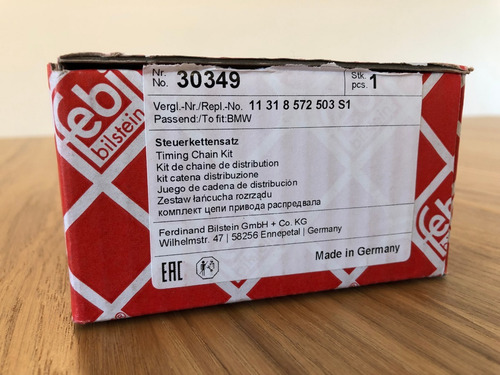 febi
bilstein
Nr.
No. 30349
Stk.
pcs. 1
Vergl.-Nr./Repl.-No. 11 31 8 572 503 S1
Passend:/To fit:BMW
Steuerkettensatz
Timing Chain Kit
Kit de chaine de distribution
kit catena distribuzione
Juego de cadena de distribución
Zestaw łańcucha rozrządu
комплект цепи привода распредвала
Ferdinand Bilstein GmbH + Co. KG
Wilhelmstr. 47 | 58256 Ennepetal | Germany
EAC
Made in Germany
febi
bilstein